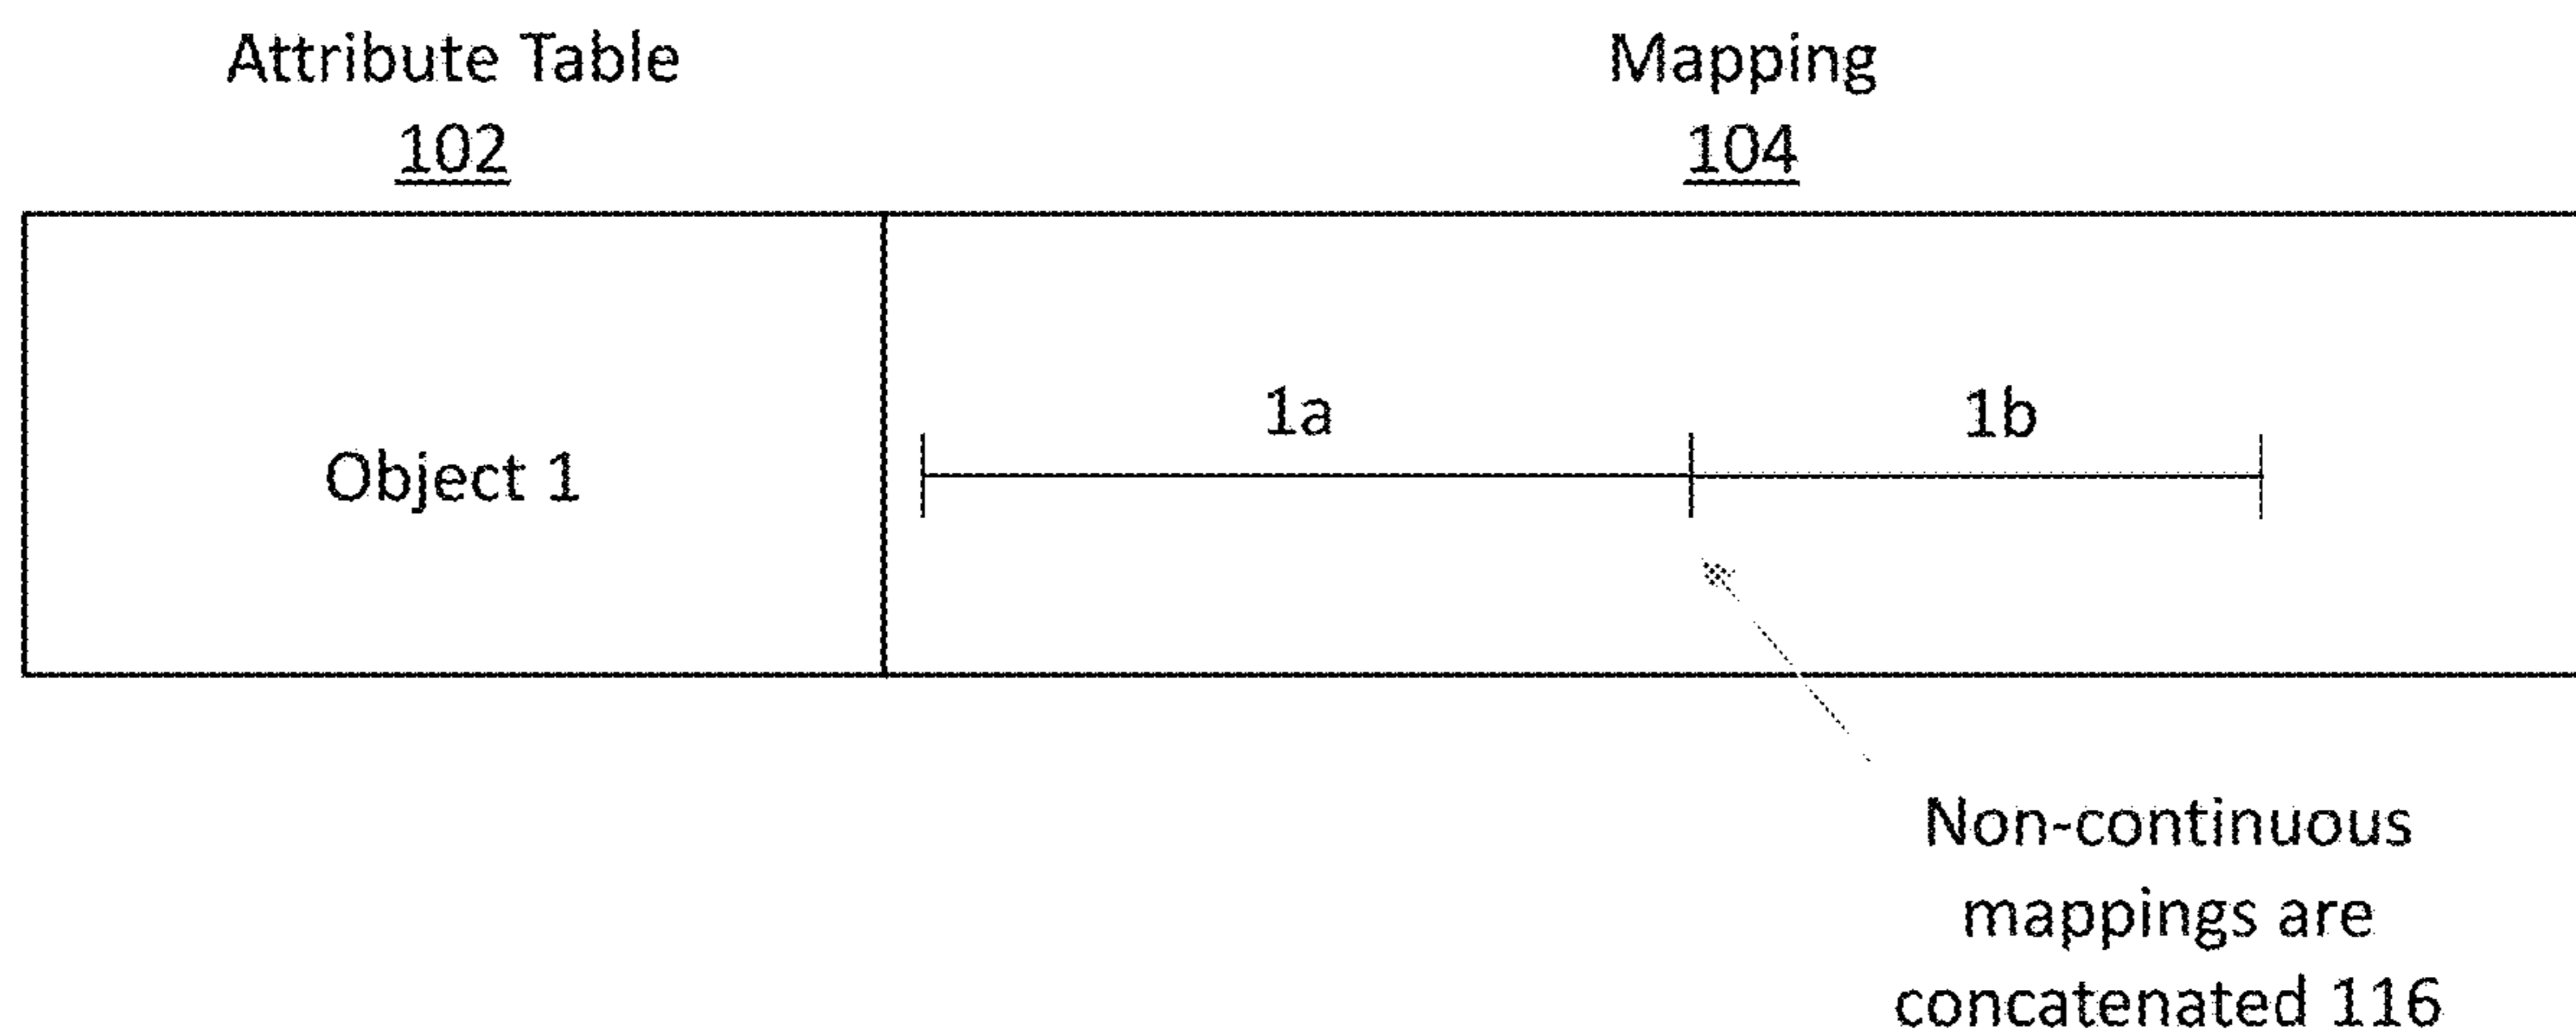 Attribute Table
102
Mapping
104
Object 1
1a
1b
Non-continuous
mappings are
concatenated 116